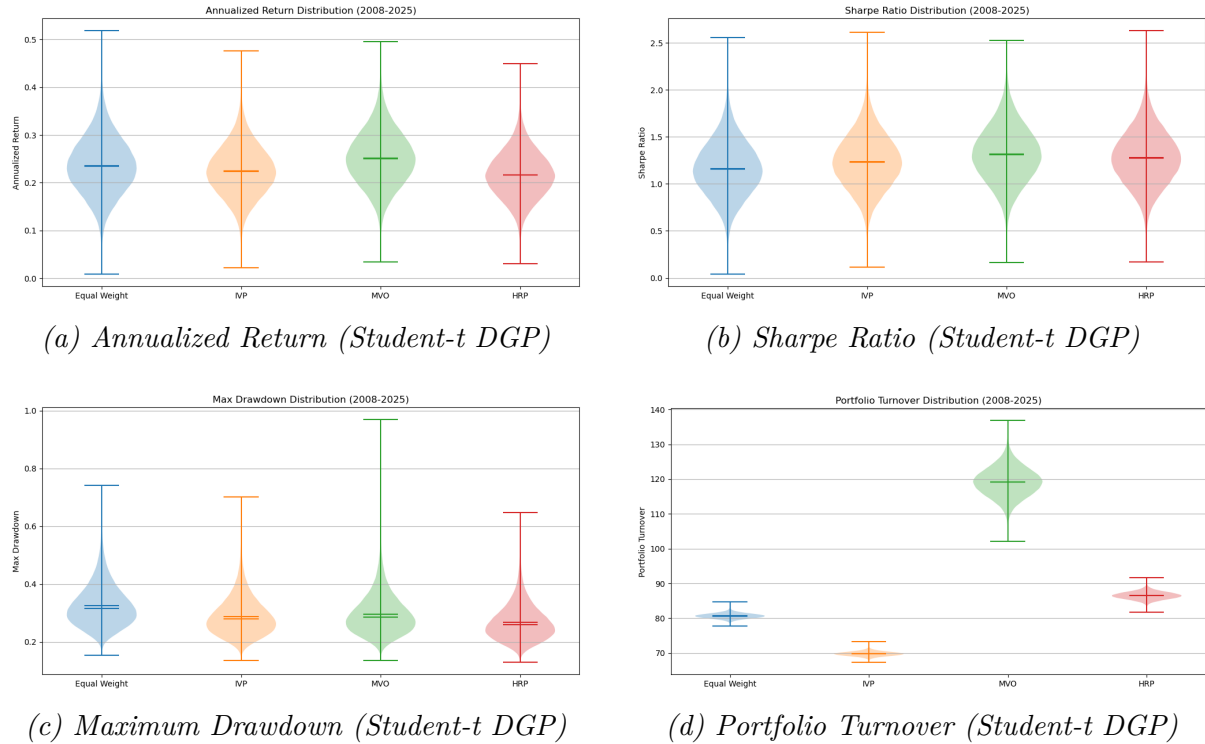 Annualized Return Distribution (2008-2025)
0.5
0.4
0.3
0.2
0.1
0.0
Annualized Return
Equal Weight IVP MVO HRP
(a) Annualized Return (Student-t DGP)
Sharpe Ratio Distribution (2008-2025)
2.5
2.0
1.5
1.0
0.5
0.0
Sharpe Ratio
Equal Weight IVP MVO HRP
(b) Sharpe Ratio (Student-t DGP)
Max Drawdown Distribution (2008-2025)
1.0
0.8
0.6
0.4
0.2
Max Drawdown
Equal Weight IVP MVO HRP
(c) Maximum Drawdown (Student-t DGP)
Portfolio Turnover Distribution (2008-2025)
140
130
120
110
100
90
80
70
Portfolio Turnover
Equal Weight IVP MVO HRP
(d) Portfolio Turnover (Student-t DGP)